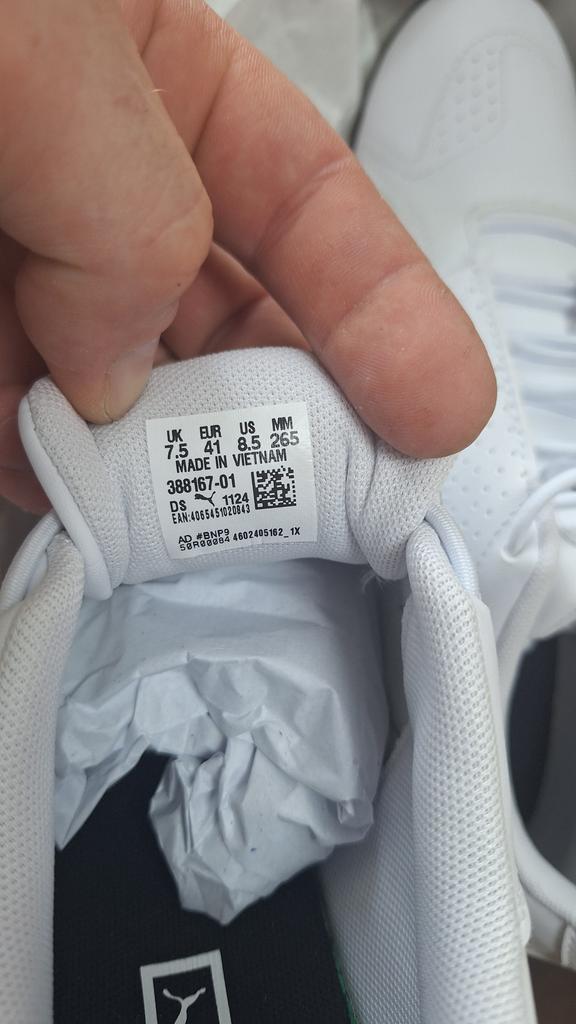 UK EUR US MM
7.5 41 8.5 265
MADE IN VIETNAM
388167-01
DS 1124
EAN:4065451020843
AD #BNP9
50R00084 4602405162_1X